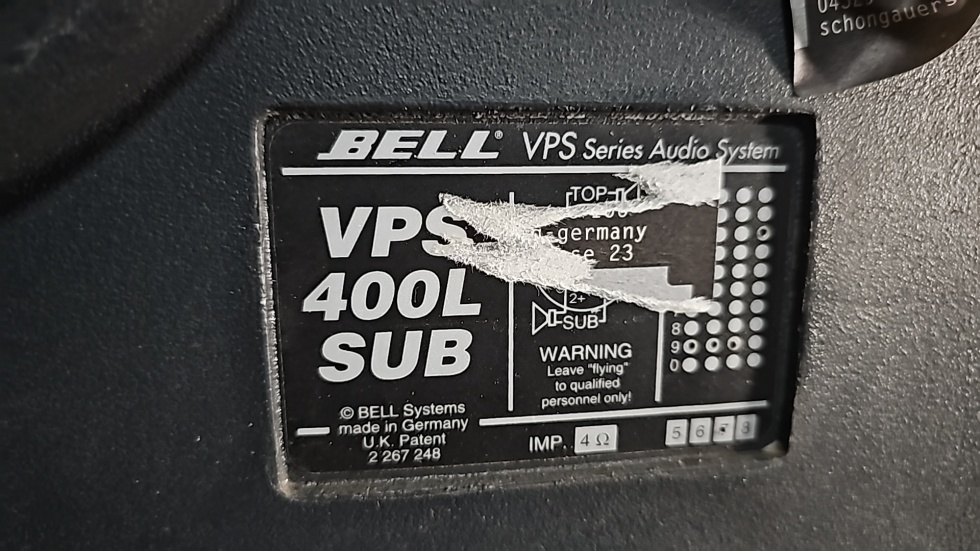 schongauers
BELL® VPS Series Audio System
VPS
400L
SUB
TOP
germany
23
2+
SUB
8
9
0
WARNING
Leave "flying"
to qualified
personnel only!
© BELL Systems
made in Germany
U.K. Patent
2 267 248
IMP. 4 Ω
5 6 8